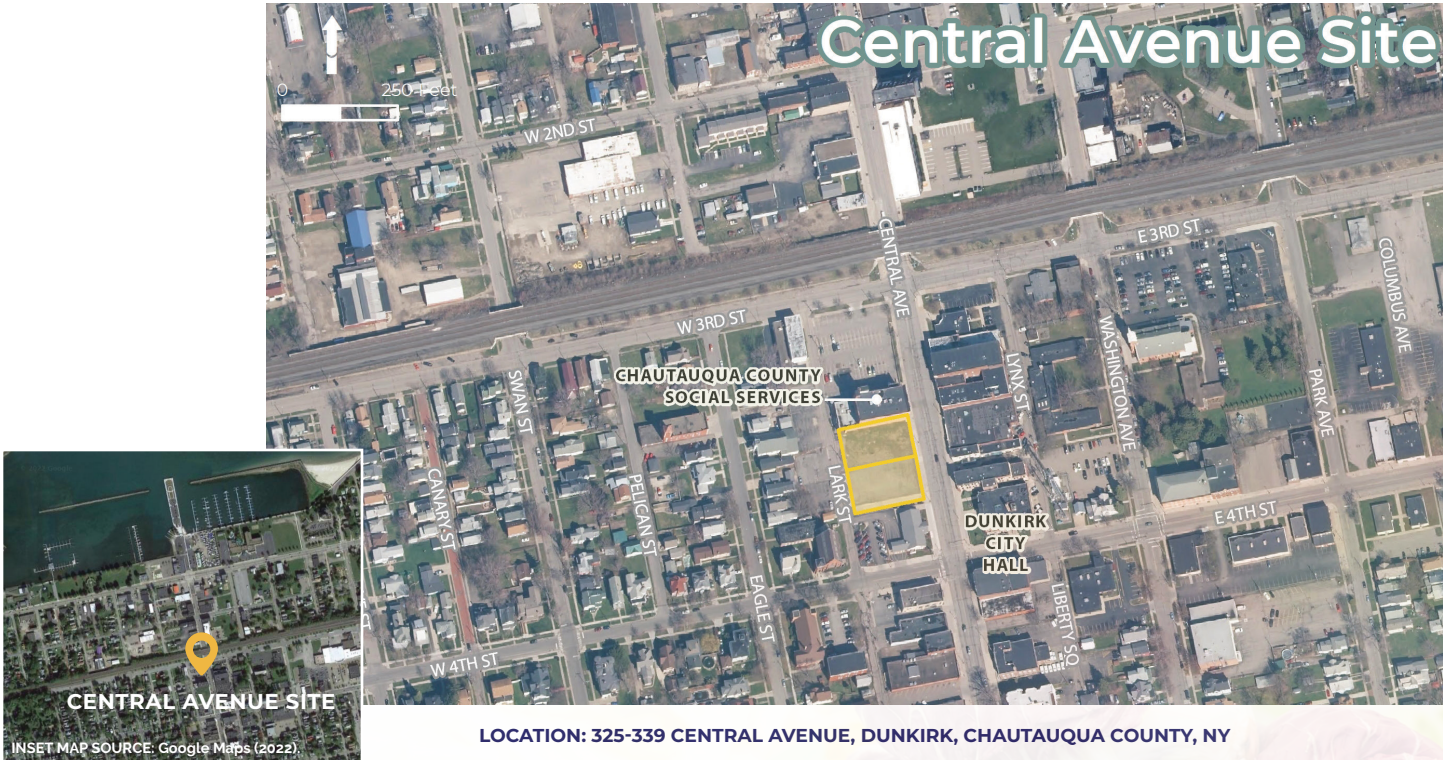 Central Avenue Site
0 250 Feet
W 2ND ST
CENTRAL AVE
E 3RD ST
COLUMBUS AVE
W 3RD ST
WASHINGTON AVE
LYNX ST
PARK AVE
CHAUTAUQUA COUNTY
SOCIAL SERVICES
SWAN ST
CANARY ST
PELICAN ST
LARK ST
EAGLE ST
DUNKIRK
CITY
HALL
E 4TH ST
LIBERTY SQ
W 4TH ST
CENTRAL AVENUE SITE
INSET MAP SOURCE: Google Maps (2022).
LOCATION: 325-339 CENTRAL AVENUE, DUNKIRK, CHAUTAUQUA COUNTY, NY